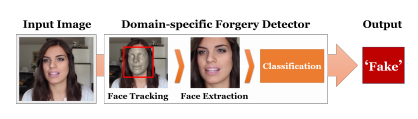 Input Image
Domain-specific Forgery Detector
Output
Face Tracking
Face Extraction
Classification
'Fake'